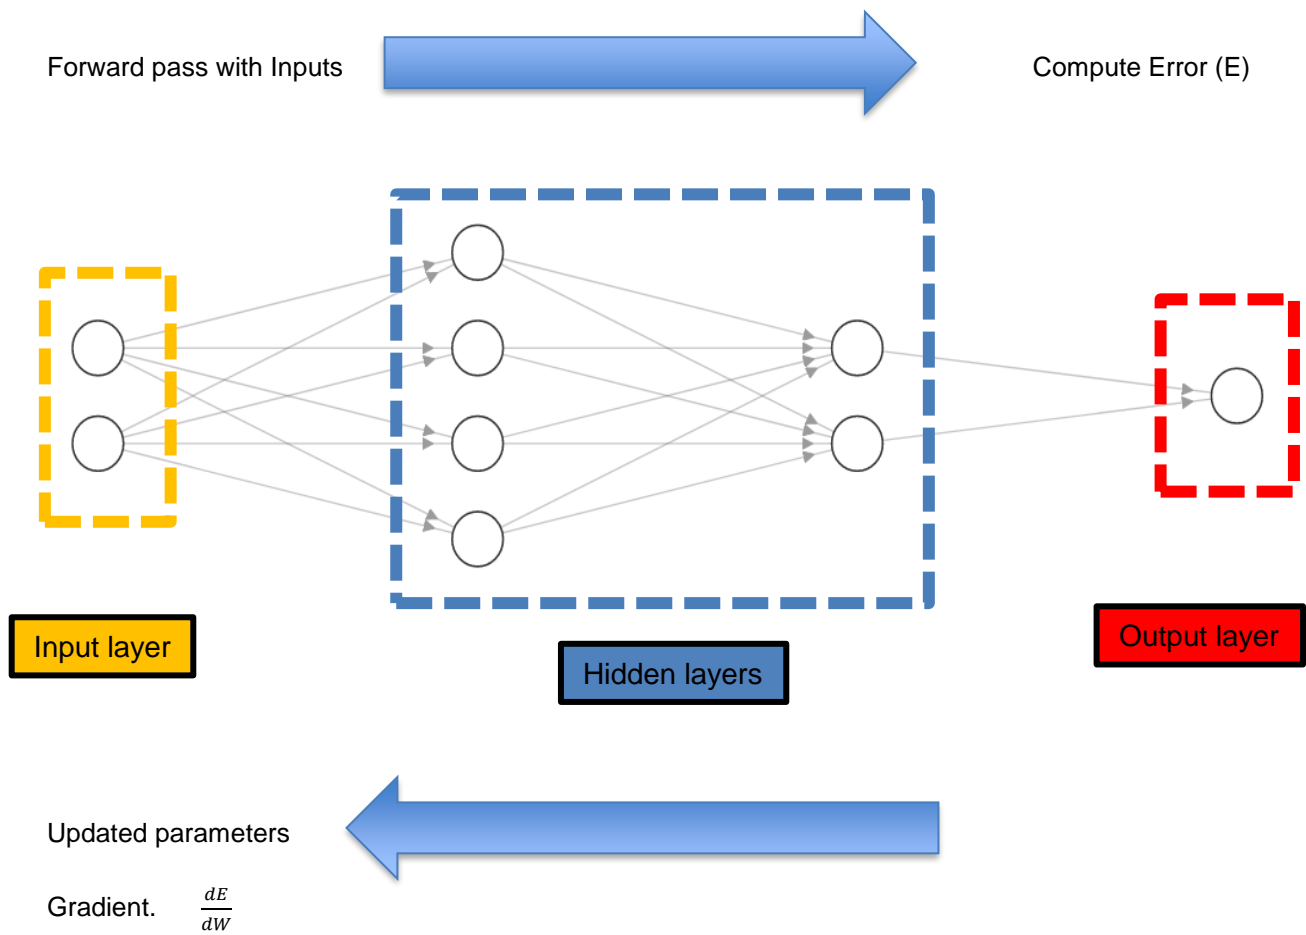 Forward pass with Inputs
Compute Error (E)
Input layer
Hidden layers
Output layer
Updated parameters
Gradient. dE/dW